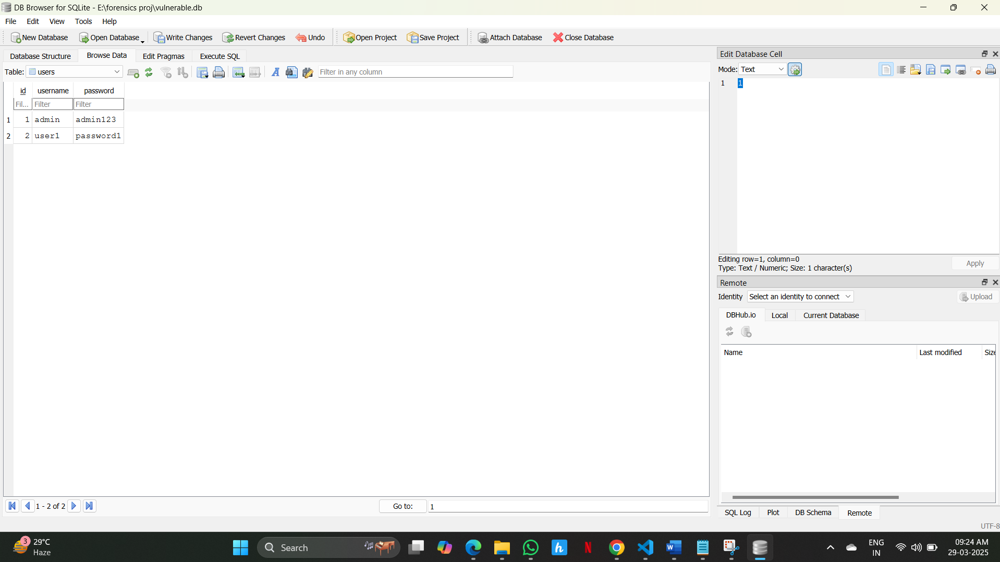 DB Browser for SQLite - E:\forensics proj\vulnerable.db
File Edit View Tools Help
New Database Open Database Write Changes Revert Changes Undo Open Project Save Project Attach Database Close Database
Database Structure Browse Data Edit Pragmas Execute SQL
Table: users Filter in any column
id username password
Fil... Filter Filter
1 1 admin admin123
2 2 user1 password1
1 - 2 of 2 Go to: 1
Edit Database Cell
Mode: Text
1 1
Editing row=1, column=0
Type: Text / Numeric; Size: 1 character(s)
Apply
Remote
Identity Select an identity to connect Upload
DBHub.io Local Current Database
Name Last modified Size
SQL Log Plot DB Schema Remote
UTF-8
3 29°C
Haze
Search
h N W
ENG
IN
09:24 AM
29-03-2025